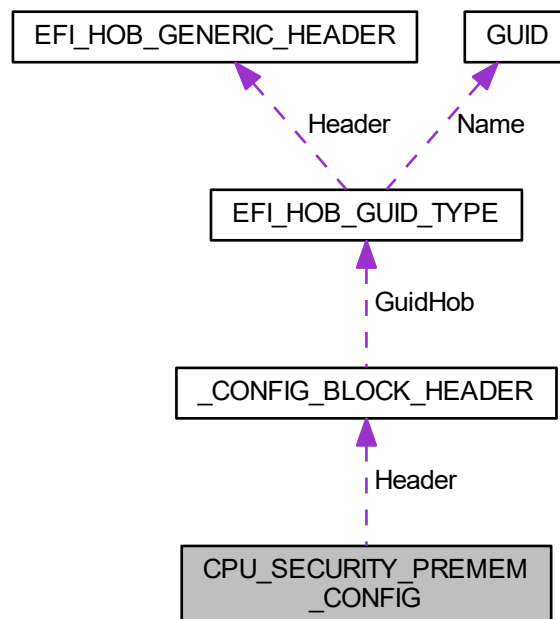 EFI_HOB_GENERIC_HEADER
GUID
Header
Name
EFI_HOB_GUID_TYPE
GuidHob
_CONFIG_BLOCK_HEADER
Header
CPU_SECURITY_PREMEM
_CONFIG